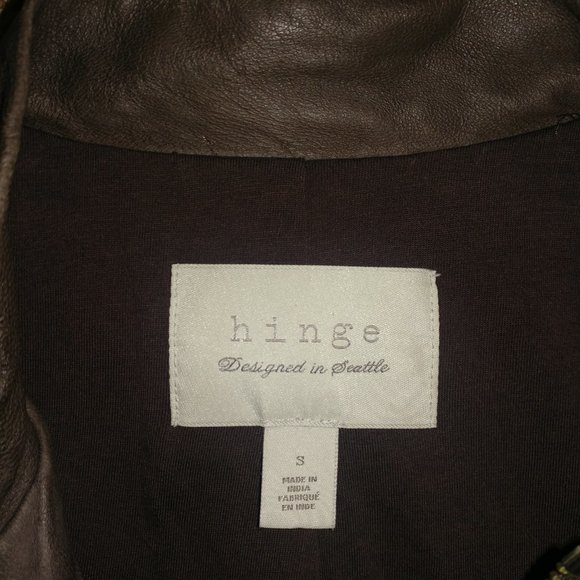 hinge
Designed in Seattle
S
MADE IN
INDIA
FABRIQUÉ
EN INDE